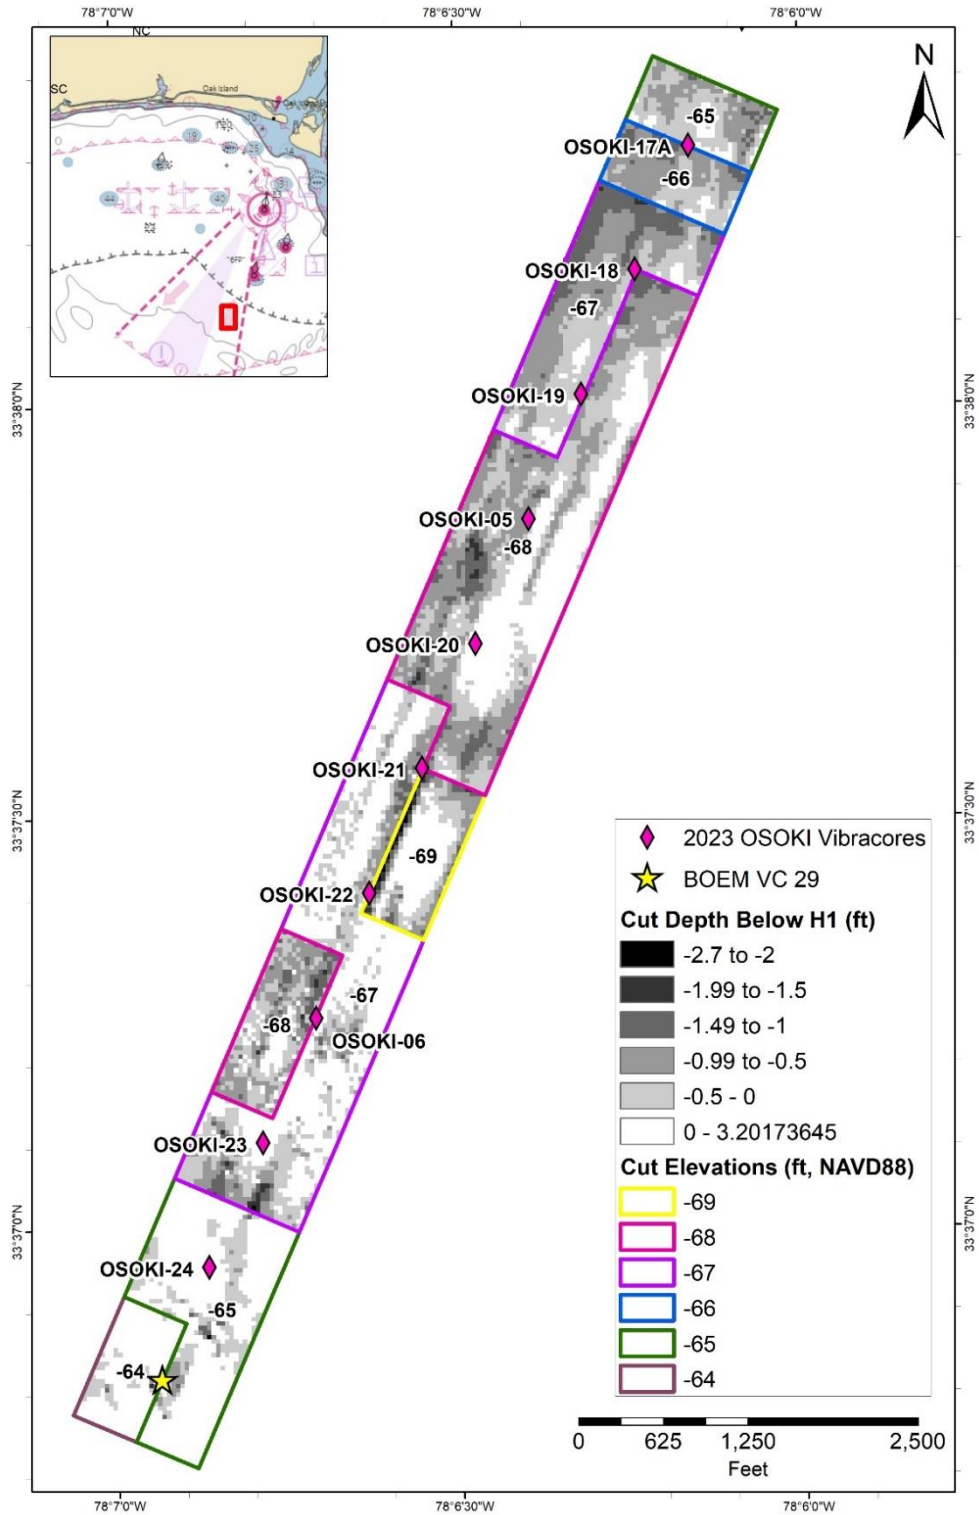 78°7'0"W
78°6'30"W
78°6'0"W
NC
SC
Oak Island
19
44
40
N
-65
OSOKI-17A
-66
OSOKI-18
-67
33°38'0"N
33°38'0"N
OSOKI-19
OSOKI-05
-68
OSOKI-20
OSOKI-21
33°37'30"N
33°37'30"N
-69
OSOKI-22
-67
-68
OSOKI-06
OSOKI-23
33°37'0"N
33°37'0"N
OSOKI-24
-65
-64
2023 OSOKI Vibracores
BOEM VC 29
Cut Depth Below H1 (ft)
-2.7 to -2
-1.99 to -1.5
-1.49 to -1
-0.99 to -0.5
-0.5 - 0
0 - 3.20173645
Cut Elevations (ft, NAVD88)
-69
-68
-67
-66
-65
-64
0 625 1,250 2,500
Feet
78°7'0"W
78°6'30"W
78°6'0"W